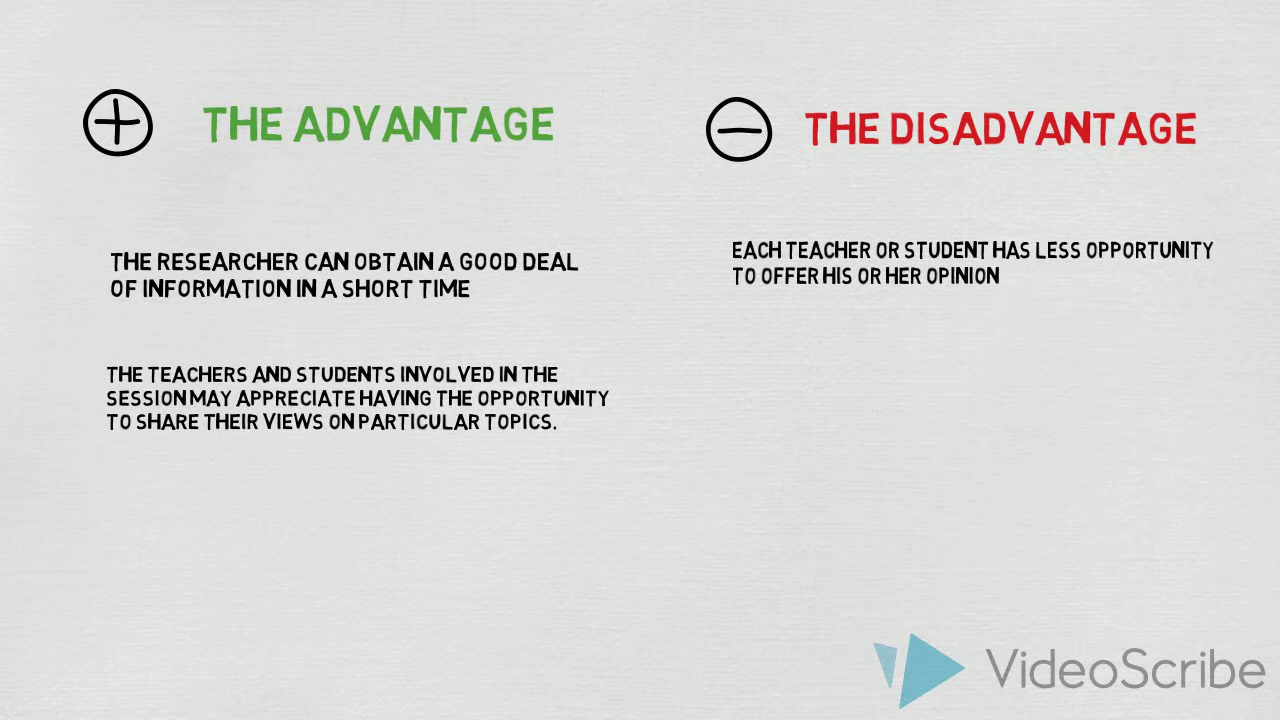 THE ADVANTAGE
THE RESEARCHER CAN OBTAIN A GOOD DEAL
OF INFORMATION IN A SHORT TIME
THE TEACHERS AND STUDENTS INVOLVED IN THE
SESSION MAY APPRECIATE HAVING THE OPPORTUNITY
TO SHARE THEIR VIEWS ON PARTICULAR TOPICS.
THE DISADVANTAGE
EACH TEACHER OR STUDENT HAS LESS OPPORTUNITY
TO OFFER HIS OR HER OPINION
VideoScribe